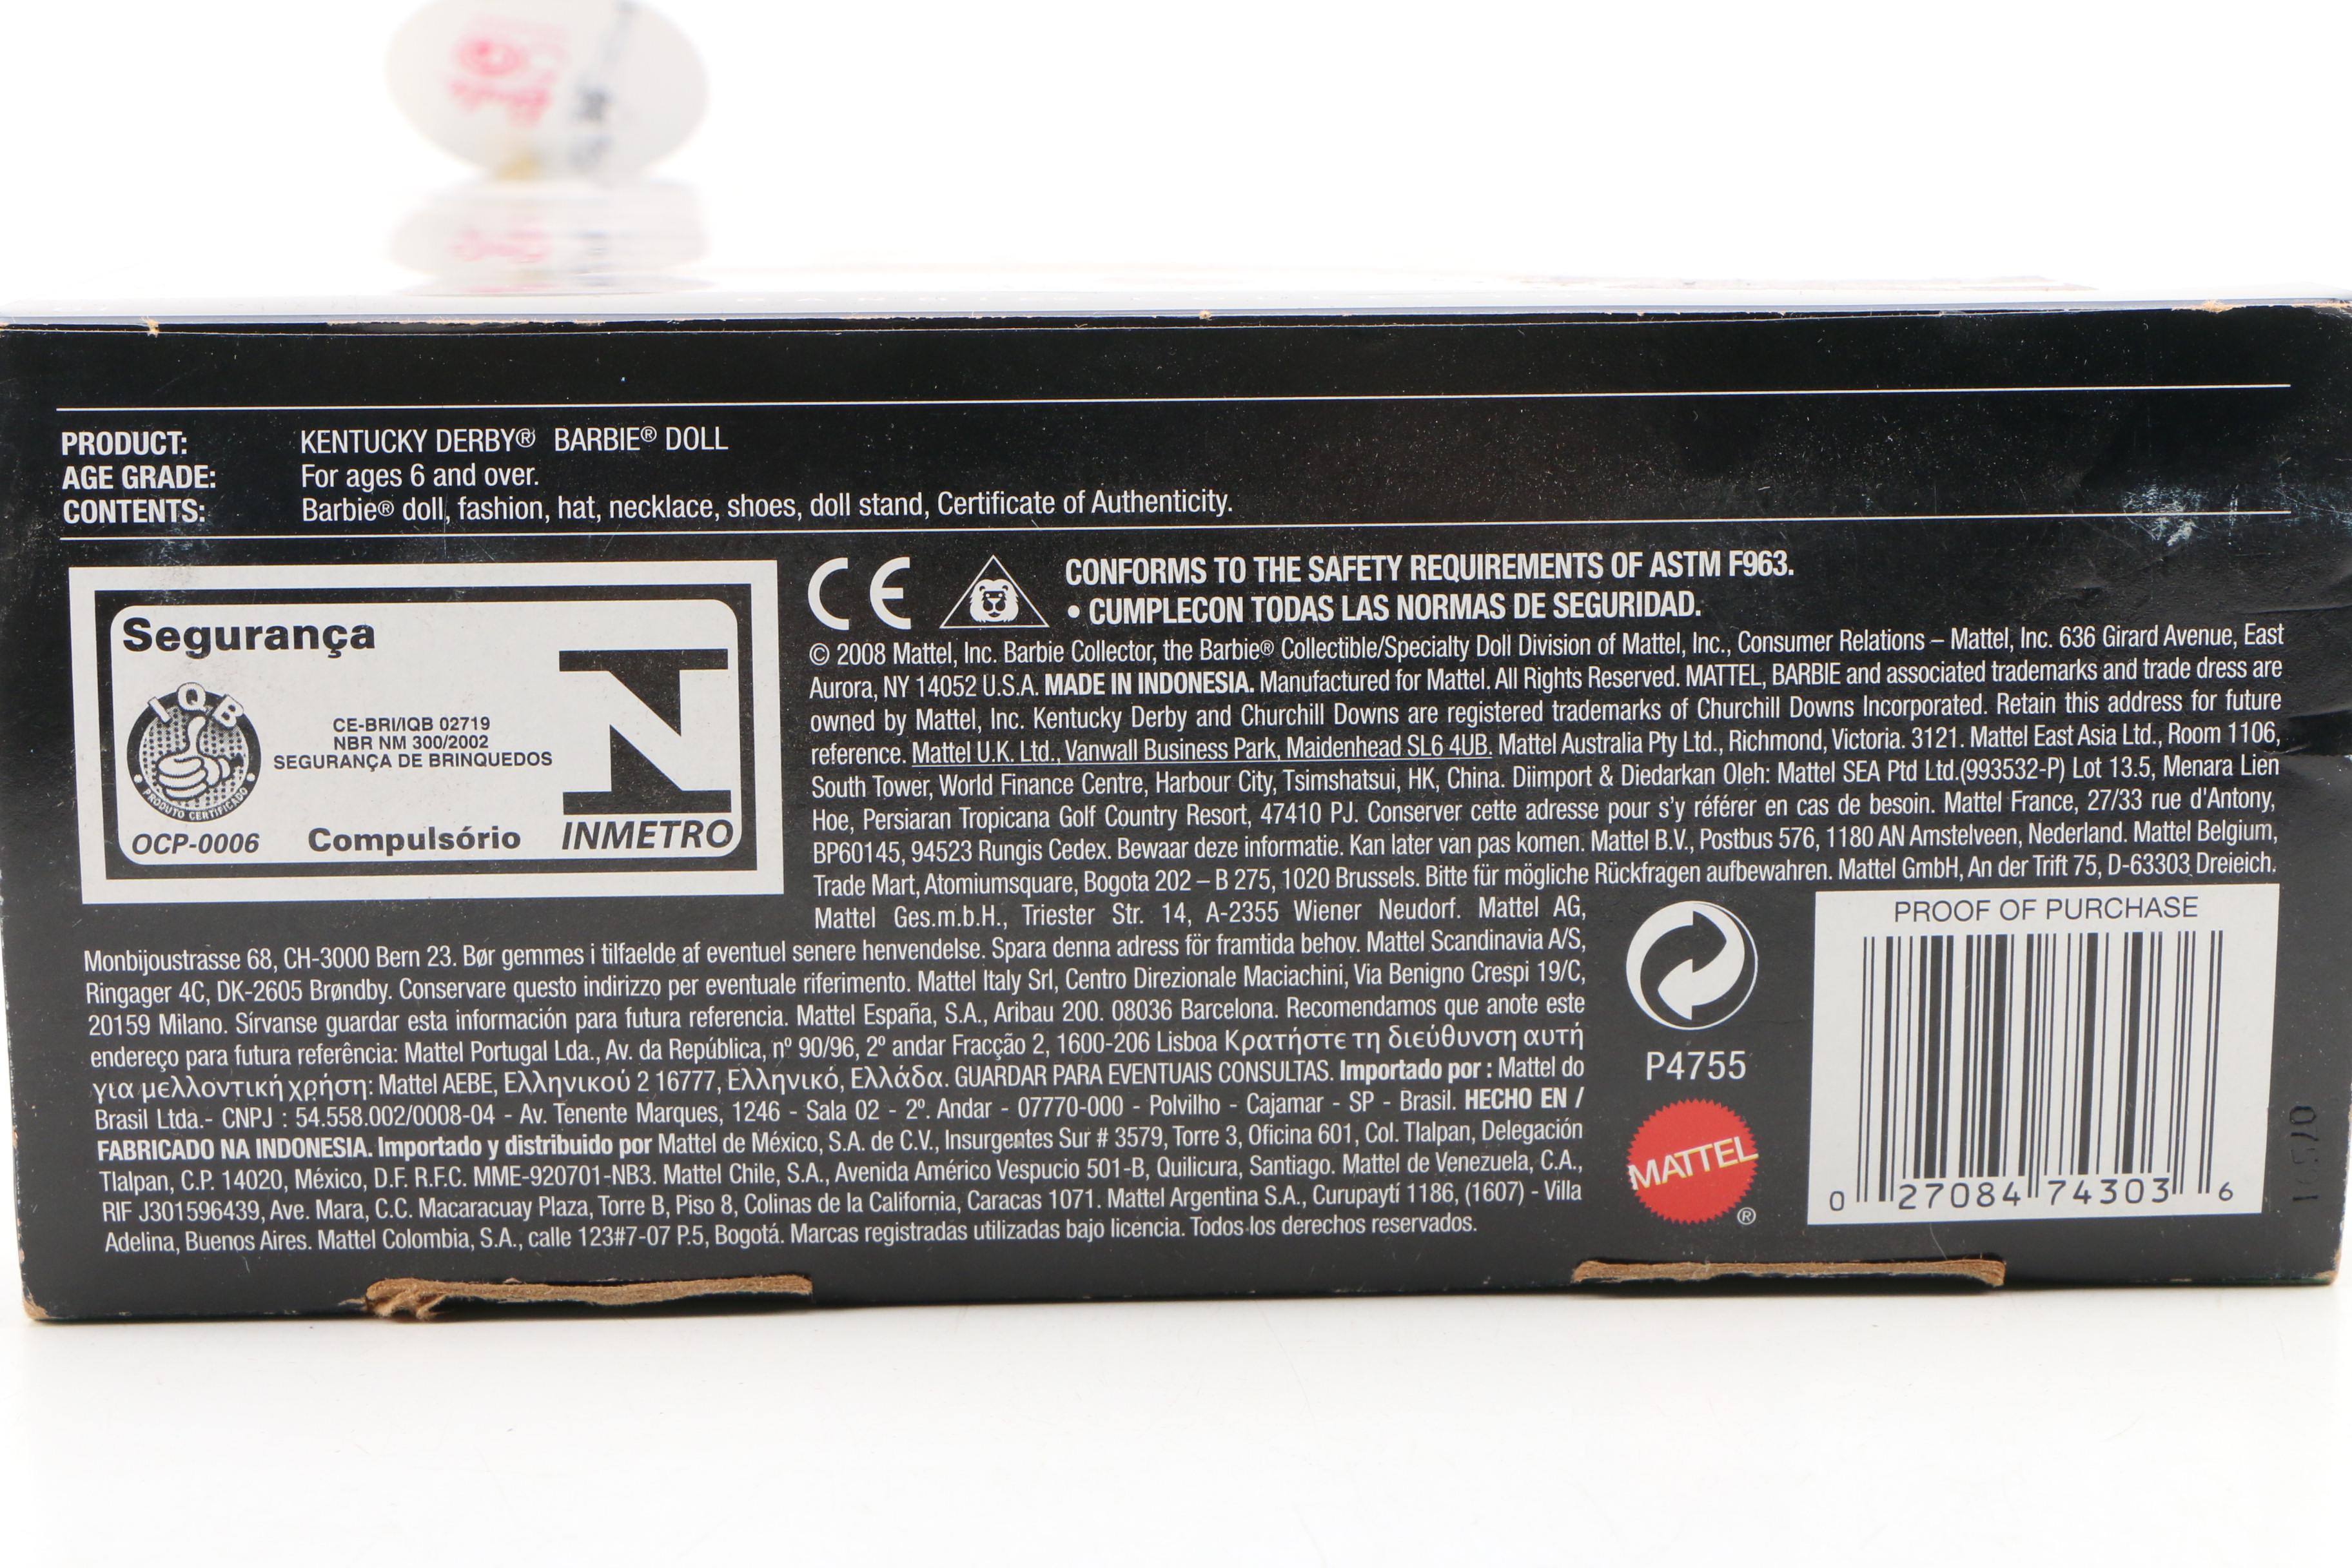 PRODUCT: KENTUCKY DERBY® BARBIE® DOLL
AGE GRADE: For ages 6 and over.
CONTENTS: Barbie® doll, fashion, hat, necklace, shoes, doll stand, Certificate of Authenticity.
Segurança
IQB
PRODUTO CERTIFICADO
OCP-0006
CE-BRI/IQB 02719
NBR NM 300/2002
SEGURANÇA DE BRINQUEDOS
Compulsório
INMETRO
CE
CONFORMS TO THE SAFETY REQUIREMENTS OF ASTM F963.
• CUMPLECON TODAS LAS NORMAS DE SEGURIDAD.
© 2008 Mattel, Inc. Barbie Collector, the Barbie® Collectible/Specialty Doll Division of Mattel, Inc., Consumer Relations – Mattel, Inc. 636 Girard Avenue, East
Aurora, NY 14052 U.S.A. MADE IN INDONESIA. Manufactured for Mattel. All Rights Reserved. MATTEL, BARBIE and associated trademarks and trade dress are
owned by Mattel, Inc. Kentucky Derby and Churchill Downs are registered trademarks of Churchill Downs Incorporated. Retain this address for future
reference. Mattel U.K. Ltd., Vanwall Business Park, Maidenhead SL6 4UB. Mattel Australia Pty Ltd., Richmond, Victoria. 3121. Mattel East Asia Ltd., Room 1106,
South Tower, World Finance Centre, Harbour City, Tsimshatsui, HK, China. Diimport & Diedarkan Oleh: Mattel SEA Ptd Ltd.(993532-P) Lot 13.5, Menara Lien
Hoe, Persiaran Tropicana Golf Country Resort, 47410 PJ. Conserver cette adresse pour s'y référer en cas de besoin. Mattel France, 27/33 rue d'Antony,
BP60145, 94523 Rungis Cedex. Bewaar deze informatie. Kan later van pas komen. Mattel B.V., Postbus 576, 1180 AN Amstelveen, Nederland. Mattel Belgium,
Trade Mart, Atomiumsquare, Bogota 202 – B 275, 1020 Brussels. Bitte für mögliche Rückfragen aufbewahren. Mattel GmbH, An der Trift 75, D-63303 Dreieich.
Mattel Ges.m.b.H., Triester Str. 14, A-2355 Wiener Neudorf. Mattel AG,
Monbijoustrasse 68, CH-3000 Bern 23. Bør gemmes i tilfaelde af eventuel senere henvendelse. Spara denna adress för framtida behov. Mattel Scandinavia A/S,
Ringager 4C, DK-2605 Brøndby. Conservare questo indirizzo per eventuale riferimento. Mattel Italy Srl, Centro Direzionale Maciachini, Via Benigno Crespi 19/C,
20159 Milano. Sírvanse guardar esta información para futura referencia. Mattel España, S.A., Aribau 200. 08036 Barcelona. Recomendamos que anote este
endereço para futura referência: Mattel Portugal Lda., Av. da República, nº 90/96, 2º andar Fracção 2, 1600-206 Lisboa Κρατήστε τη διεύθυνση αυτή
για μελλοντική χρήση: Mattel AEBE, Ελληνικού 2 16777, Ελληνικό, Ελλάδα. GUARDAR PARA EVENTUAIS CONSULTAS. Importado por : Mattel do
Brasil Ltda.- CNPJ : 54.558.002/0008-04 - Av. Tenente Marques, 1246 - Sala 02 - 2º. Andar - 07770-000 - Polvilho - Cajamar - SP - Brasil. HECHO EN /
FABRICADO NA INDONESIA. Importado y distribuido por Mattel de México, S.A. de C.V., Insurgentes Sur # 3579, Torre 3, Oficina 601, Col. Tlalpan, Delegación
Tlalpan, C.P. 14020, México, D.F. R.F.C. MME-920701-NB3. Mattel Chile, S.A., Avenida Américo Vespucio 501-B, Quilicura, Santiago. Mattel de Venezuela, C.A.,
RIF J301596439, Ave. Mara, C.C. Macaracuay Plaza, Torre B, Piso 8, Colinas de la California, Caracas 1071. Mattel Argentina S.A., Curupaytí 1186, (1607) - Villa
Adelina, Buenos Aires. Mattel Colombia, S.A., calle 123#7-07 P.5, Bogotá. Marcas registradas utilizadas bajo licencia. Todos los derechos reservados.
P4755
MATTEL®
PROOF OF PURCHASE
0 27084 74303 6